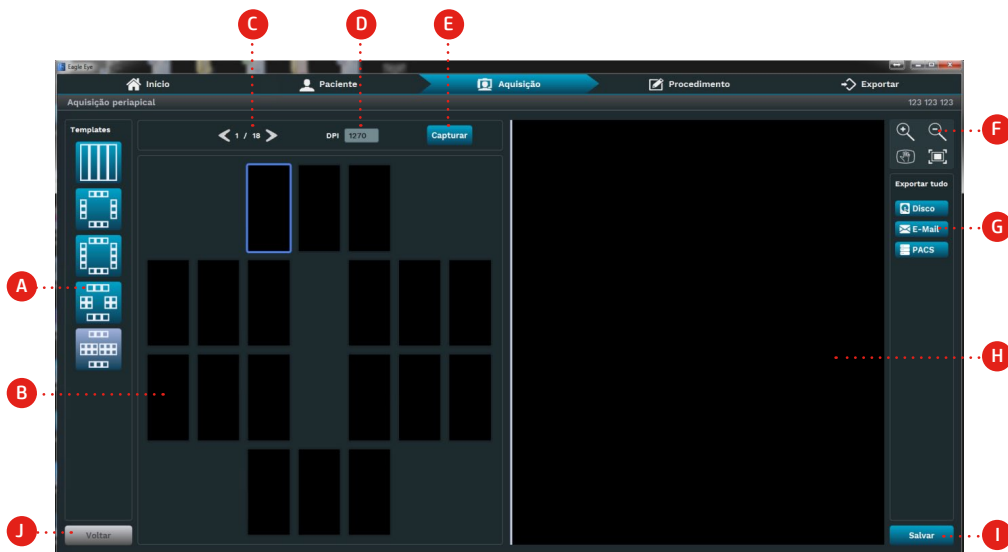 C D E
Eagle Eye
Início Paciente Aquisição Procedimento Exportar
Aquisição periapical 123 123 123
Templates
1 / 18 DPI 1270 Capturar
F
Exportar tudo
Disco
E-Mail G
PACS
A
H
B
J Voltar Salvar I